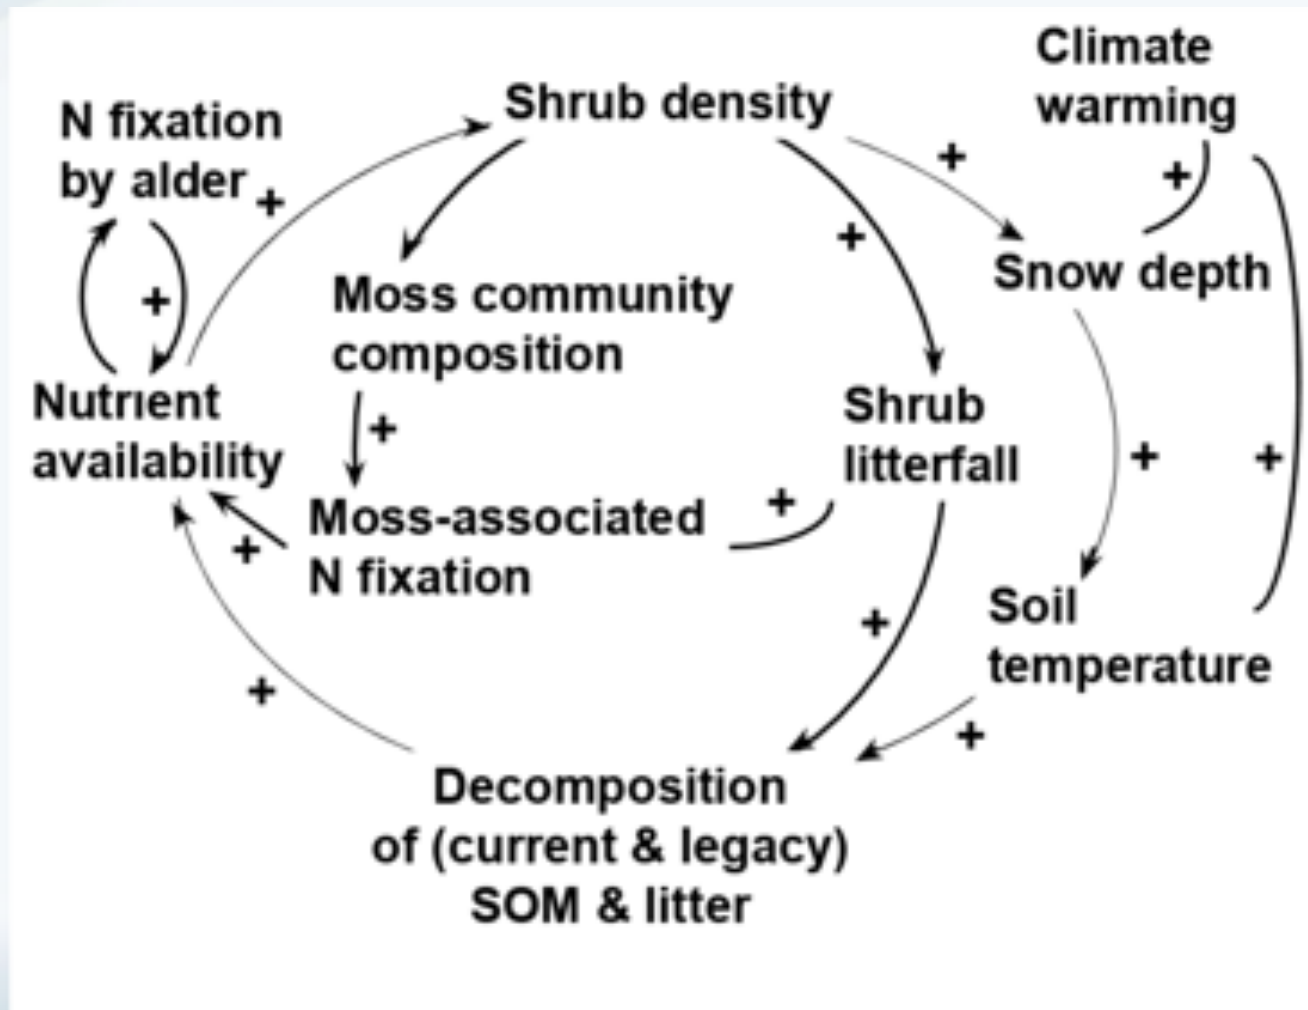 Climate
warming
Shrub density
N fixation
by alder
+
+
+
+
+
Snow depth
Moss community
composition
Nutrient
availability
+
Shrub
litterfall
+
+
+
Moss-associated
N fixation
+
+
Soil
temperature
+
+
Decomposition
of (current & legacy)
SOM & litter